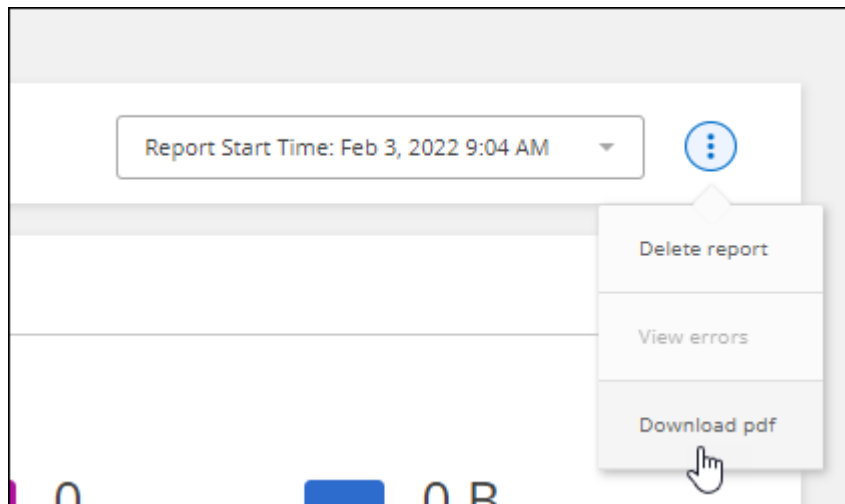 Report Start Time: Feb 3, 2022 9:04 AM
Delete report
View errors
Download pdf
0
0 B